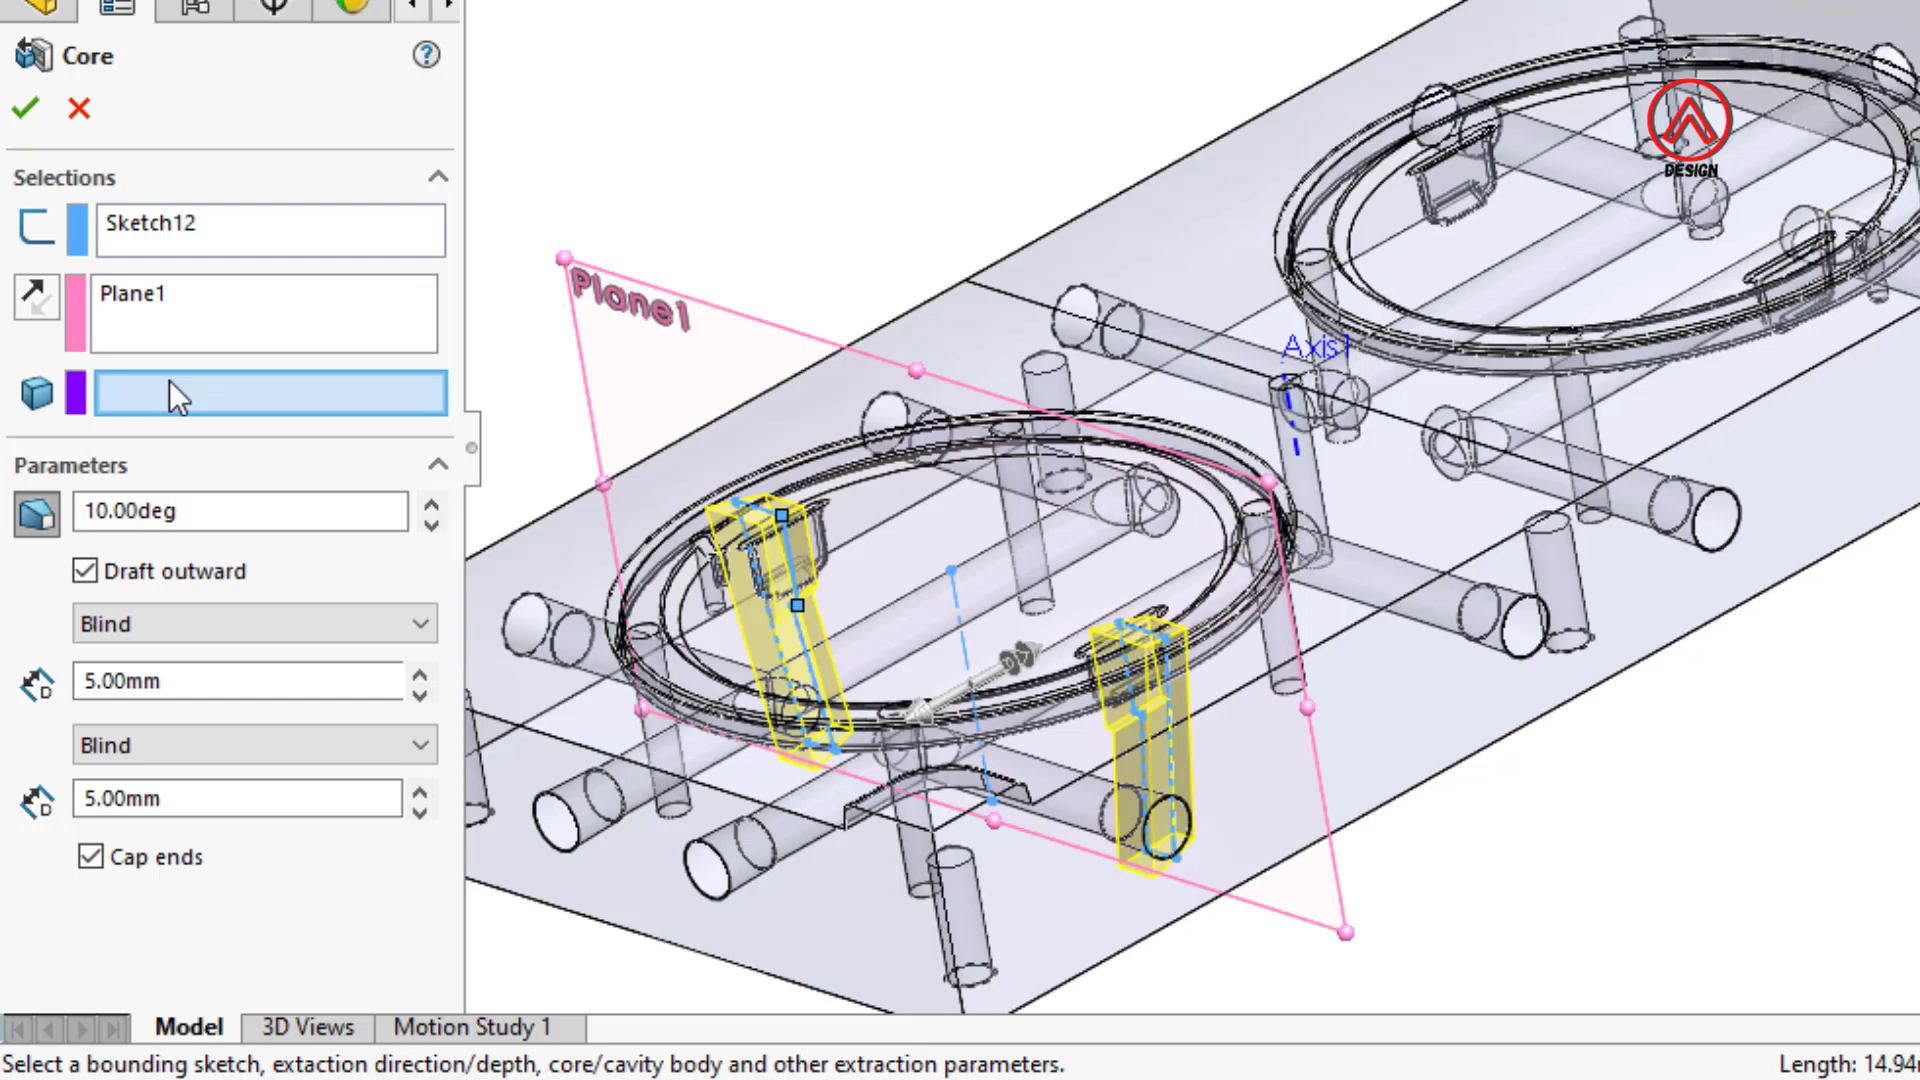 Core
Selections
Sketch12
Plane1
Parameters
10.00deg
Draft outward
Blind
5.00mm
Blind
5.00mm
Cap ends
Plane1
Axis1
DESIGN
Model
3D Views
Motion Study 1
Select a bounding sketch, extaction direction/depth, core/cavity body and other extraction parameters.
Length: 14.94